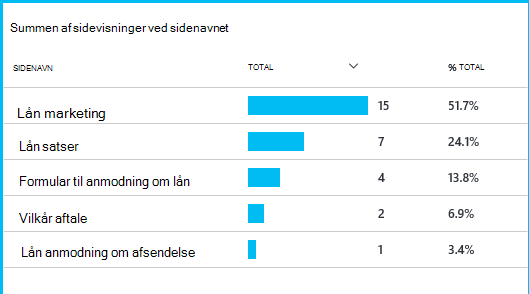 Summen af sidevisninger ved sidenavnet
SIDENAVN TOTAL % TOTAL
Lån marketing 15 51.7%
Lån satser 7 24.1%
Formular til anmodning om lån 4 13.8%
Vilkår aftale 2 6.9%
Lån anmodning om afsendelse 1 3.4%